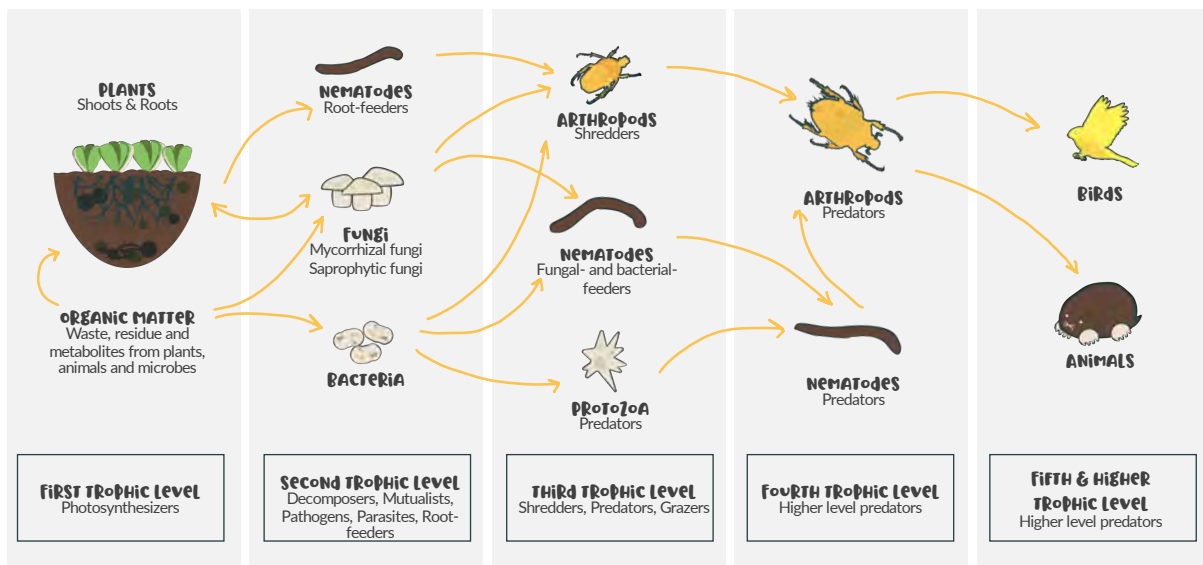 PLANTS
Shoots & Roots
ORGANIC MATTER
Waste, residue and
metabolites from plants,
animals and microbes
FIRST TROPHIC LEVEL
Photosynthesizers
NEMATODES
Root-feeders
FUNGI
Mycorrhizal fungi
Saprophytic fungi
BACTERIA
SECOND TROPHIC LEVEL
Decomposers, Mutualists,
Pathogens, Parasites, Root-
feeders
ARTHROPODS
Shredders
NEMATODES
Fungal- and bacterial-
feeders
PROTOZOA
Predators
THIRD TROPHIC LEVEL
Shredders, Predators, Grazers
ARTHROPODS
Predators
NEMATODES
Predators
FOURTH TROPHIC LEVEL
Higher level predators
BIRDS
ANIMALS
FIFTH & HIGHER
TROPHIC LEVEL
Higher level predators